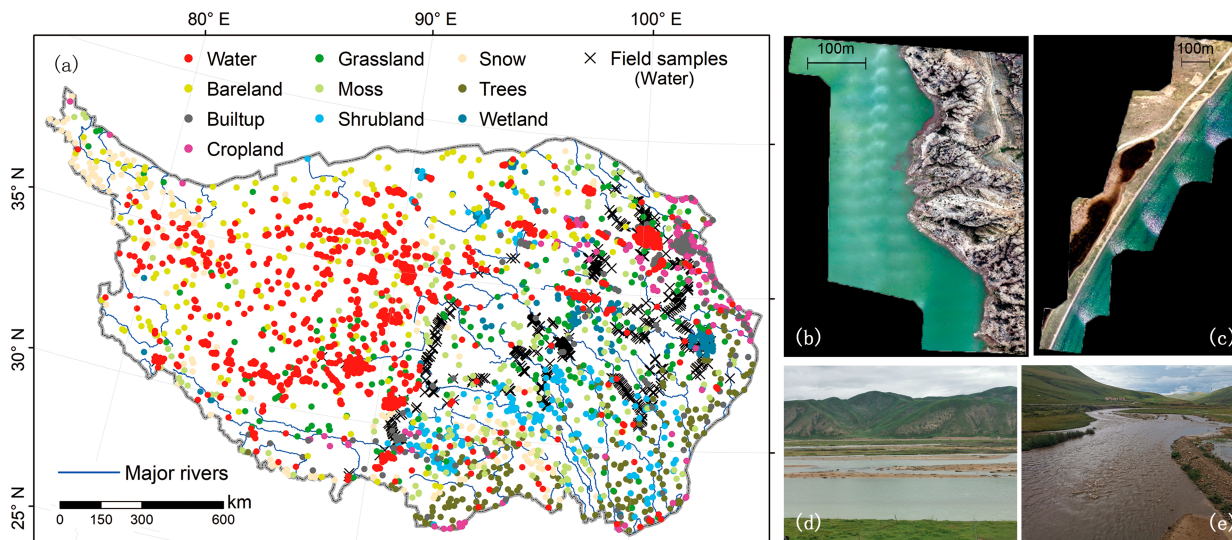 80° E 90° E 100° E
(a)
Water Grassland Snow Field samples
(Water)
Bareland Moss Trees
Builtup Shrubland Wetland
Cropland
35° N
30° N
25° N
Major rivers
km
0 150 300 600
100m
(b)
100m
(c)
(d)
(e)